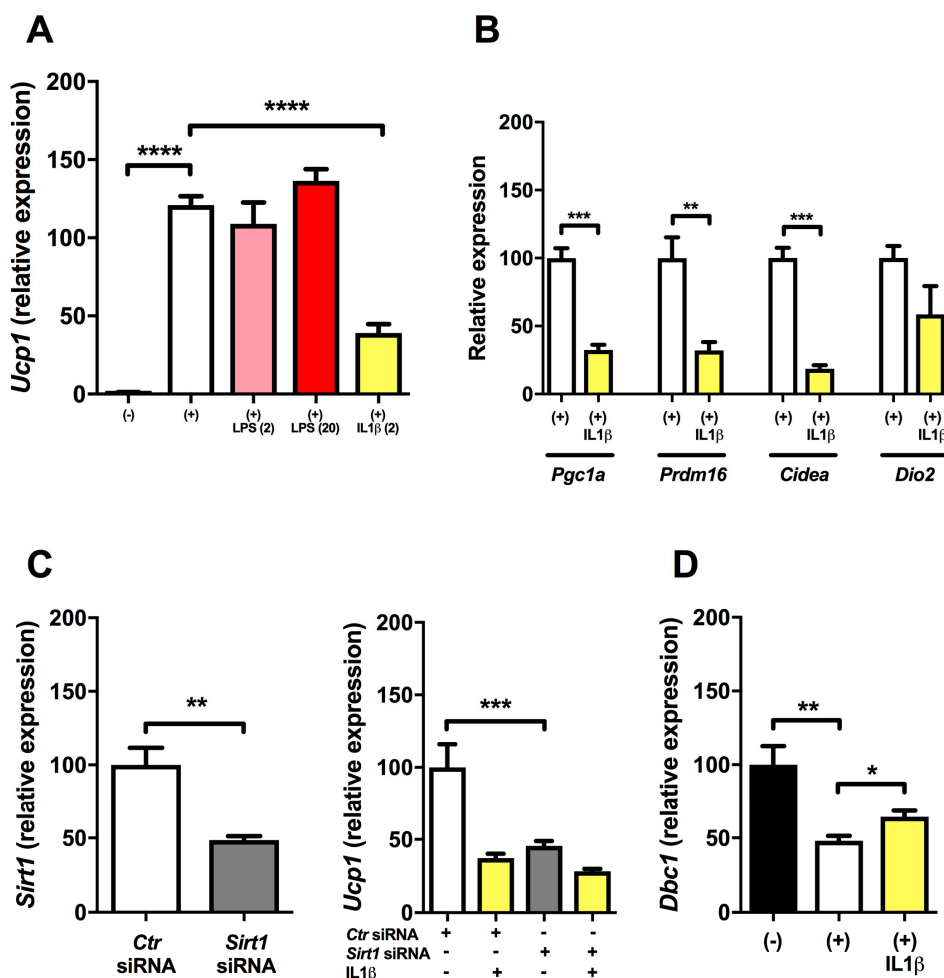 A
Ucp1 (relative expression)
200
150
100
50
0
****
****
(-)
(+)
(+)
LPS (2)
(+)
LPS (20)
(+)
IL1β (2)
B
Relative expression
200
150
100
50
0
***
**
***
(+) (+) (+) (+) (+) (+) (+) (+)
IL1β IL1β IL1β IL1β
Pgc1a Prdm16 Cidea Dio2
C
Sirt1 (relative expression)
200
150
100
50
0
**
Ctr
siRNA
Sirt1
siRNA
Ucp1 (relative expression)
200
150
100
50
0
***
Ctr siRNA + + - -
Sirt1 siRNA - - + +
IL1β - + - +
D
Dbc1 (relative expression)
200
150
100
50
0
**
*
(-)
(+)
(+)
IL1β